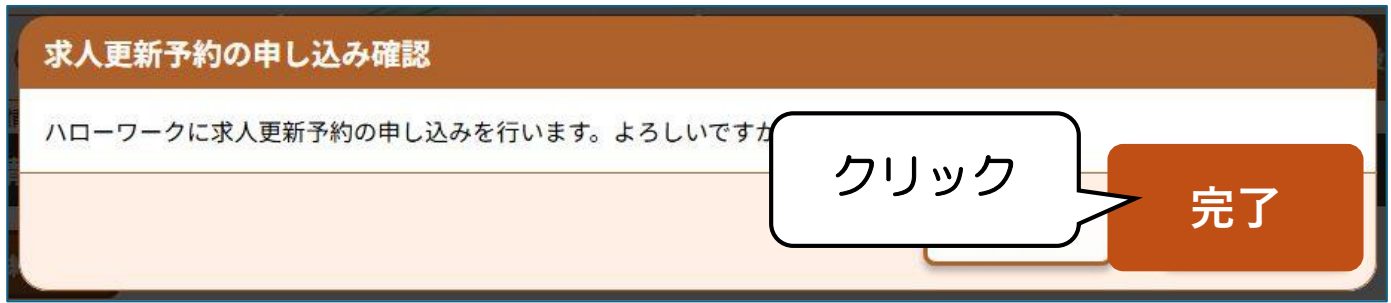 求人更新予約の申し込み確認
ハローワークに求人更新予約の申し込みを行います。よろしいですか
クリック
完了